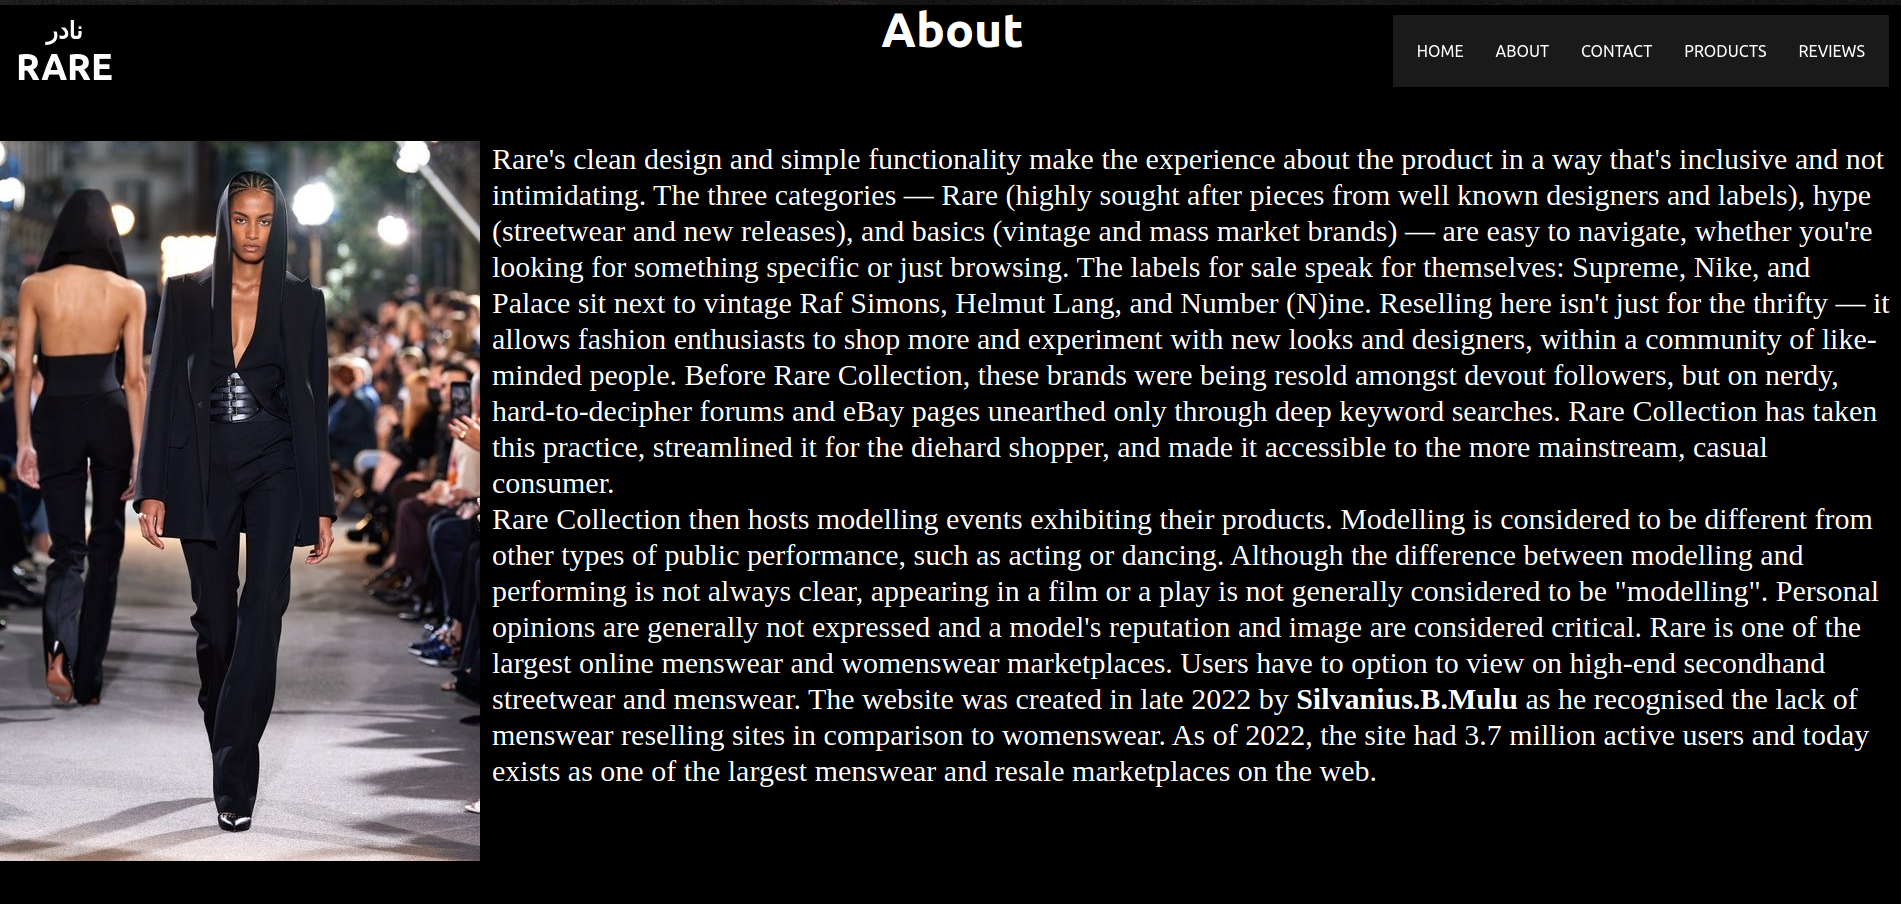 نادر
RARE
About
HOME ABOUT CONTACT PRODUCTS REVIEWS
Rare's clean design and simple functionality make the experience about the product in a way that's inclusive and not
intimidating. The three categories — Rare (highly sought after pieces from well known designers and labels), hype
(streetwear and new releases), and basics (vintage and mass market brands) — are easy to navigate, whether you're
looking for something specific or just browsing. The labels for sale speak for themselves: Supreme, Nike, and
Palace sit next to vintage Raf Simons, Helmut Lang, and Number (N)ine. Reselling here isn't just for the thrifty — it
allows fashion enthusiasts to shop more and experiment with new looks and designers, within a community of like-
minded people. Before Rare Collection, these brands were being resold amongst devout followers, but on nerdy,
hard-to-decipher forums and eBay pages unearthed only through deep keyword searches. Rare Collection has taken
this practice, streamlined it for the diehard shopper, and made it accessible to the more mainstream, casual
consumer.
Rare Collection then hosts modelling events exhibiting their products. Modelling is considered to be different from
other types of public performance, such as acting or dancing. Although the difference between modelling and
performing is not always clear, appearing in a film or a play is not generally considered to be "modelling". Personal
opinions are generally not expressed and a model's reputation and image are considered critical. Rare is one of the
largest online menswear and womenswear marketplaces. Users have to option to view on high-end secondhand
streetwear and menswear. The website was created in late 2022 by Silvanius.B.Mulu as he recognised the lack of
menswear reselling sites in comparison to womenswear. As of 2022, the site had 3.7 million active users and today
exists as one of the largest menswear and resale marketplaces on the web.